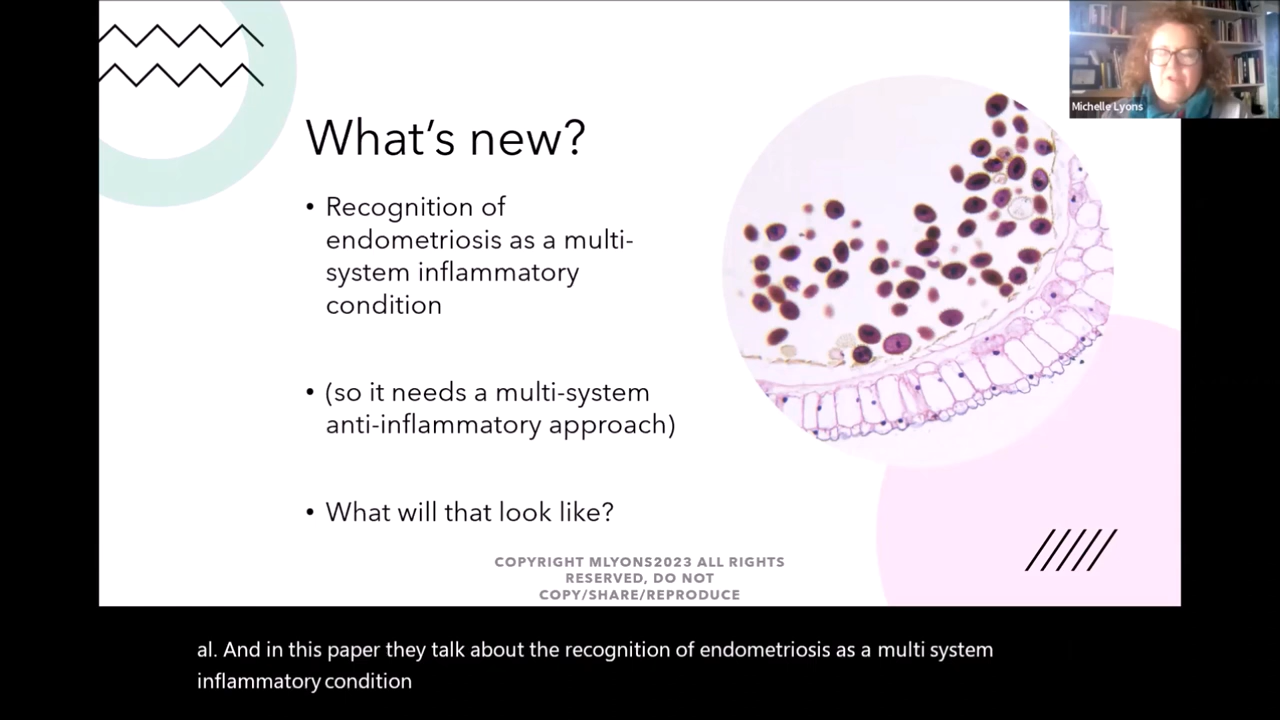 Michelle Lyons
What's new?
• Recognition of
endometriosis as a multi-
system inflammatory
condition
• (so it needs a multi-system
anti-inflammatory approach)
• What will that look like?
COPYRIGHT MLYONS2023 ALL RIGHTS
RESERVED, DO NOT
COPY/SHARE/REPRODUCE
al. And in this paper they talk about the recognition of endometriosis as a multi system
inflammatory condition